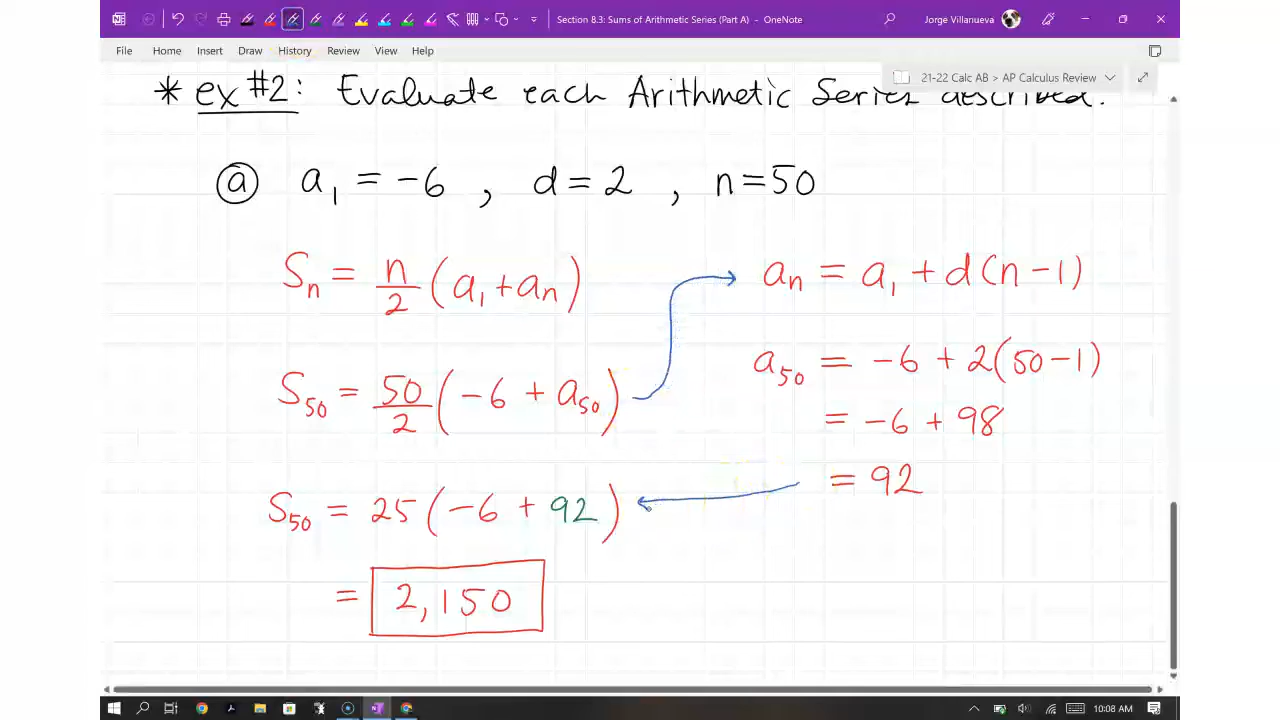 Section 8.3: Sums of Arithmetic Series (Part A) - OneNote
Jorge Villanueva
File Home Insert Draw History Review View Help
21-22 Calc AB > AP Calculus Review
* ex #2: Evaluate each Arithmetic Series described.
ⓐ a₁ = -6 , d = 2 , n = 50
Sₙ = n/2 (a₁ + aₙ)
aₙ = a₁ + d(n - 1)
S₅₀ = 50/2 (-6 + a₅₀)
a₅₀ = -6 + 2(50 - 1)
= -6 + 98
= 92
S₅₀ = 25 (-6 + 92)
= 2,150
10:08 AM